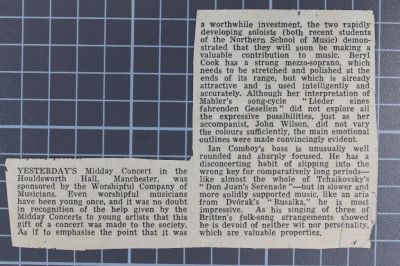 YESTERDAY'S Midday Concert in the
Houldsworth Hall, Manchester, was
sponsored by the Worshipful Company of
Musicians. Even worshipful musicians
have been young once, and it was no doubt
in recognition of the help given by the
Midday Concerts to young artists that this
gift of a concert was made to the society.
As if to emphasise the point that it was
a worthwhile investment, the two rapidly
developing soloists (both recent students
of the Northern School of Music) demon-
strated that they will soon be making a
valuable contribution to music. Beryl
Cook has a strong mezzo-soprano, which
needs to be stretched and polished at the
ends of its range, but which is already
attractive and is used intelligently and
accurately. Although her interpretation of
Mahler's song-cycle "Lieder eines
fahrenden Gesellen" did not explore all
the expressive possibilities, just as her
accompanist, John Wilson, did not vary
the colours sufficiently, the main emotional
outlines were made convincingly evident.
Ian Comboy's bass is unusually well
rounded and sharply focused. He has a
disconcerting habit of slipping into the
wrong key for comparatively long periods—
like almost the whole of Tchaikovsky's
"Don Juan's Serenade"—but in slower and
more solidly supported music, like an aria
from Dvórak's "Rusalka," he is most
impressive. As his singing of three of
Britten's folk-song arrangements showed
he is devoid of neither wit nor personality,
which are valuable properties.